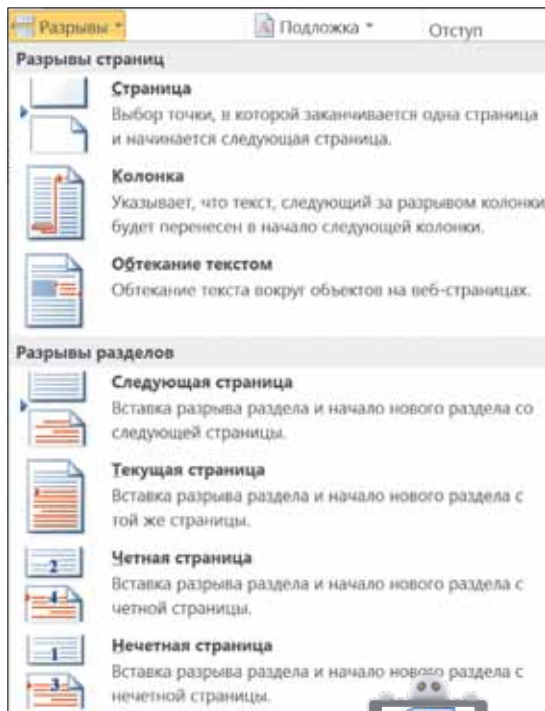 Разрывы
Подложка
Отступ
Разрывы страниц
Страница
Выбор точки, в которой заканчивается одна страница
и начинается следующая страница.
Колонка
Указывает, что текст, следующий за разрывом колонки
будет перенесен в начало следующей колонки.
Обтекание текстом
Обтекание текста вокруг объектов на веб-страницах.
Разрывы разделов
Следующая страница
Вставка разрыва раздела и начало нового раздела со
следующей страницы.
Текущая страница
Вставка разрыва раздела и начало нового раздела с
той же страницы.
2
4
Четная страница
Вставка разрыва раздела и начало нового раздела с
четной страницы.
1
3
Нечетная страница
Вставка разрыва раздела и начало нового раздела с
нечетной страницы.